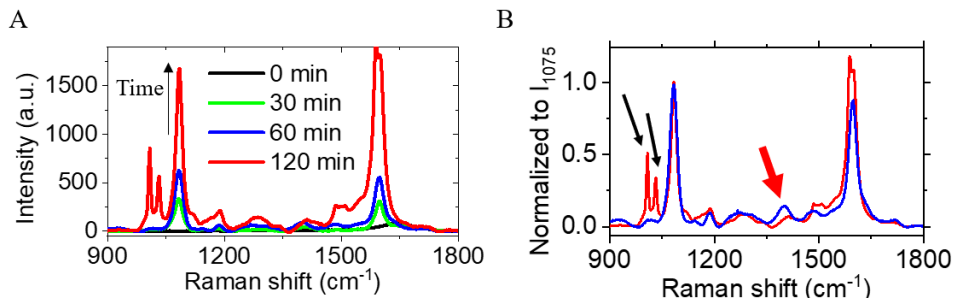 A
1500
1000
500
0
Intensity (a.u.)
Time
0 min
30 min
60 min
120 min
900 1200 1500 1800
Raman shift (cm⁻¹)
B
1.0
0.5
0.0
Normalized to I₁₀₇₅
900 1200 1500 1800
Raman shift (cm⁻¹)